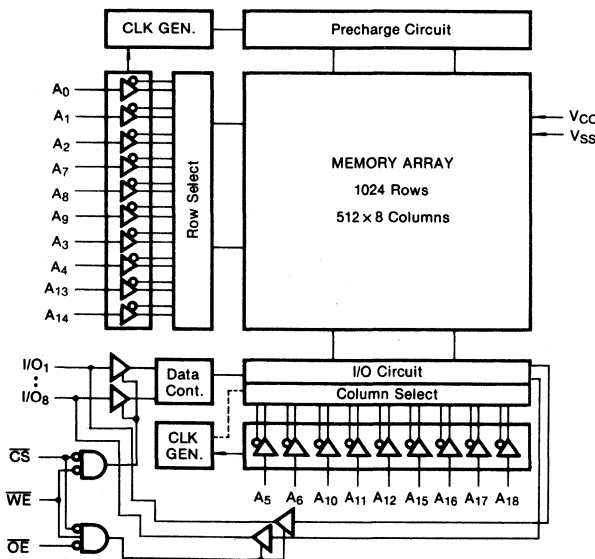 CLK GEN.
Precharge Circuit
A0
A1
A2
A7
A8
A9
A3
A4
A13
A14
Row Select
MEMORY ARRAY
1024 Rows
512 × 8 Columns
VCC
VSS
I/O1
I/O8
Data
Cont.
I/O Circuit
Column Select
CLK
GEN.
CS
WE
OE
A5 A6 A10 A11 A12 A15 A16 A17 A18